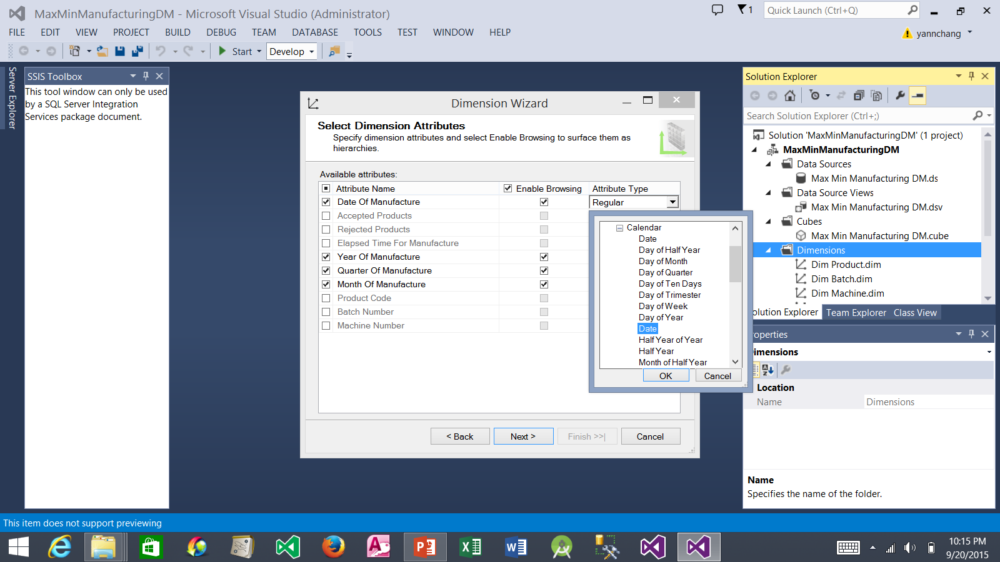 MaxMinManufacturingDM - Microsoft Visual Studio (Administrator)
1
Quick Launch (Ctrl+Q)
FILE EDIT VIEW PROJECT BUILD DEBUG TEAM DATABASE TOOLS TEST WINDOW HELP
yannchang
Start
Develop
Server Explorer
SSIS Toolbox
This tool window can only be used
by a SQL Server Integration
Services package document.
Dimension Wizard
Select Dimension Attributes
Specify dimension attributes and select Enable Browsing to surface them as
hierarchies.
Available attributes:
Attribute Name Enable Browsing Attribute Type
Date Of Manufacture Regular
Accepted Products
Rejected Products
Elapsed Time For Manufacture
Year Of Manufacture
Quarter Of Manufacture
Month Of Manufacture
Product Code
Batch Number
Machine Number
Calendar
Date
Day of Half Year
Day of Month
Day of Quarter
Day of Ten Days
Day of Trimester
Day of Week
Day of Year
Date
Half Year of Year
Half Year
Month of Half Year
OK Cancel
< Back Next > Finish >>| Cancel
Solution Explorer
Search Solution Explorer (Ctrl+;)
Solution 'MaxMinManufacturingDM' (1 project)
MaxMinManufacturingDM
Data Sources
Max Min Manufacturing DM.ds
Data Source Views
Max Min Manufacturing DM.dsv
Cubes
Max Min Manufacturing DM.cube
Dimensions
Dim Product.dim
Dim Batch.dim
Dim Machine.dim
olution Explorer Team Explorer Class View
roperties
imensions
Location
Name Dimensions
Name
Specifies the name of the folder.
This item does not support previewing
10:15 PM
9/20/2015